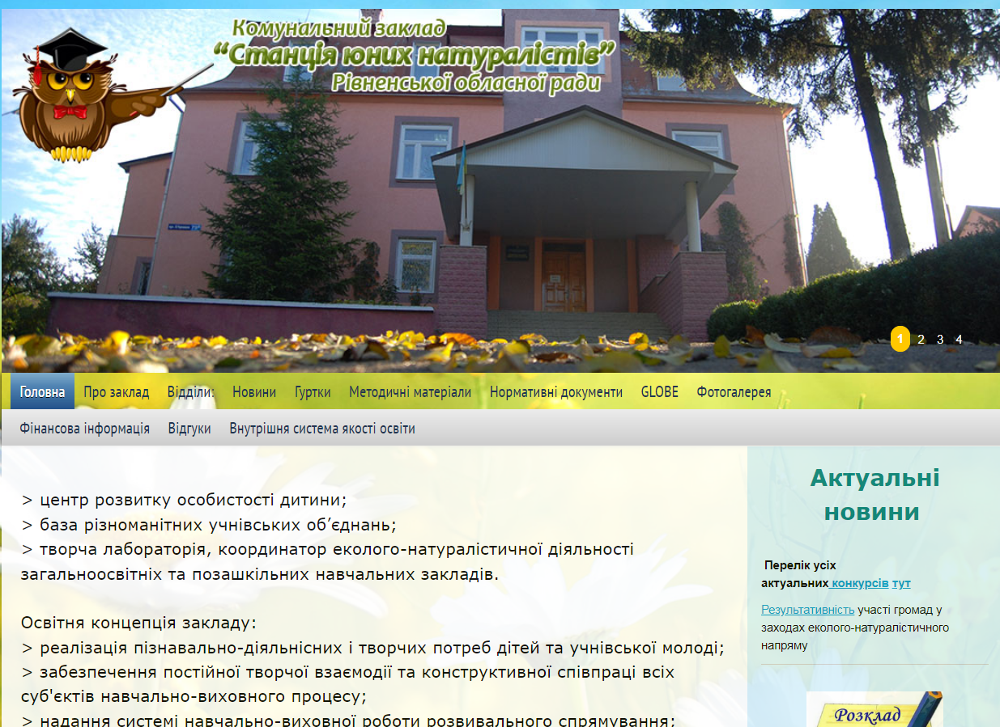 Комунальний заклад
“Станція юних натуралістів”
Рівненської обласної ради
1 2 3 4
Головна Про заклад Відділи: Новини Гуртки Методичні матеріали Нормативні документи GLOBE Фотогалерея
Фінансова інформація Відгуки Внутрішня система якості освіти
> центр розвитку особистості дитини;
> база різноманітних учнівських об’єднань;
> творча лабораторія, координатор еколого-натуралістичної діяльності
загальноосвітніх та позашкільних навчальних закладів.
Освітня концепція закладу:
> реалізація пізнавально-діяльнісних і творчих потреб дітей та учнівської молоді;
> забезпечення постійної творчої взаємодії та конструктивної співпраці всіх
суб'єктів навчально-виховного процесу;
> надання системі навчально-виховної роботи розвивального спрямування;
Актуальні
новини
Перелік усіх
актуальних конкурсів тут
Результативність участі громад у
заходах еколого-натуралістичного
напряму
Розклад